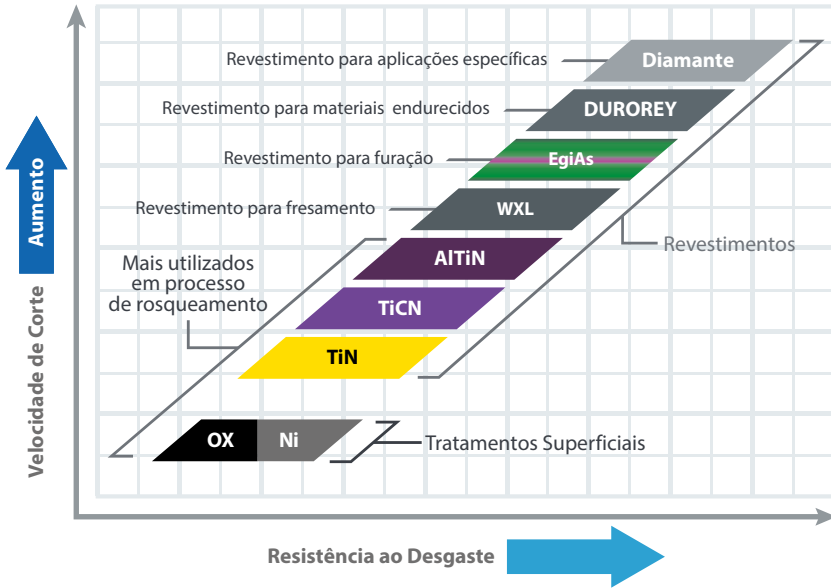 Revestimento para aplicações específicas
Diamante
Revestimento para materiais endurecidos
DUROREY
Revestimento para furação
EgiAs
Revestimento para fresamento
WXL
Revestimentos
Mais utilizados
em processo
de rosqueamento
AlTiN
TiCN
TiN
OX
Ni
Tratamentos Superficiais
Aumento
Velocidade de Corte
Resistência ao Desgaste